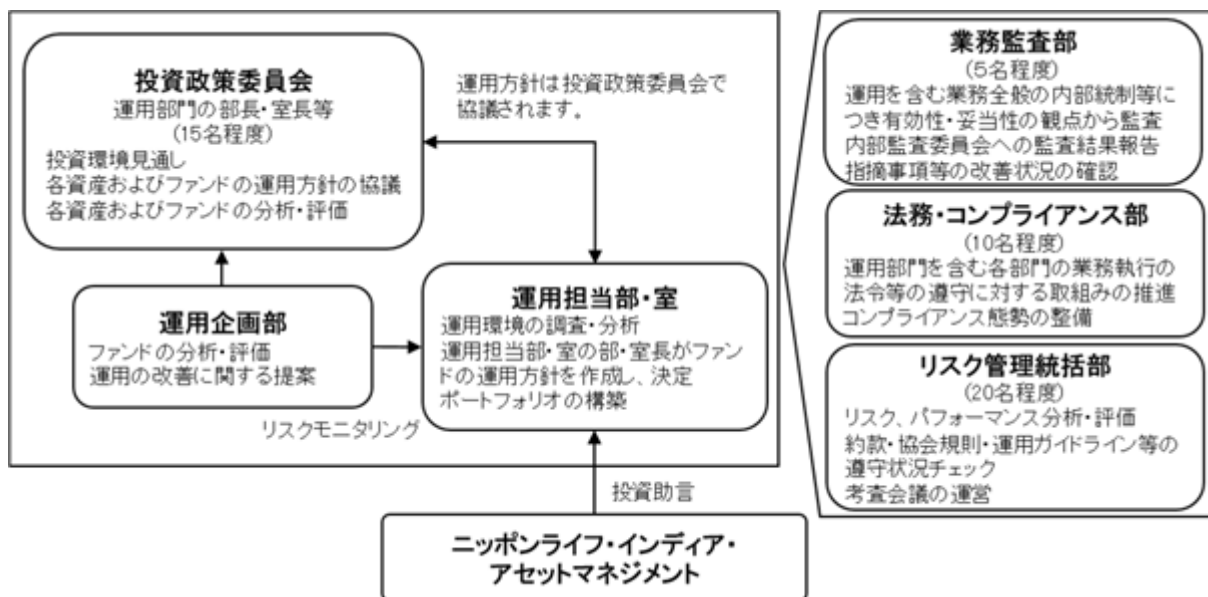 投資政策委員会
運用部門の部長・室長等
(15名程度)
投資環境見通し
各資産およびファンドの運用方針の協議
各資産およびファンドの分析・評価
運用方針は投資政策委員会で
協議されます。
運用企画部
ファンドの分析・評価
運用の改善に関する提案
運用担当部・室
運用環境の調査・分析
運用担当部・室の部・室長がファン
ドの運用方針を作成し、決定
ポートフォリオの構築
リスクモニタリング
投資助言
ニッポンライフ・インディア・
アセットマネジメント
業務監査部
(5名程度)
運用を含む業務全般の内部統制等に
つき有効性・妥当性の観点から監査
内部監査委員会への監査結果報告
指摘事項等の改善状況の確認
法務・コンプライアンス部
(10名程度)
運用部門を含む各部門の業務執行の
法令等の遵守に対する取組みの推進
コンプライアンス態勢の整備
リスク管理統括部
(20名程度)
リスク、パフォーマンス分析・評価
約款・協会規則・運用ガイドライン等の
遵守状況チェック
考査会議の運営